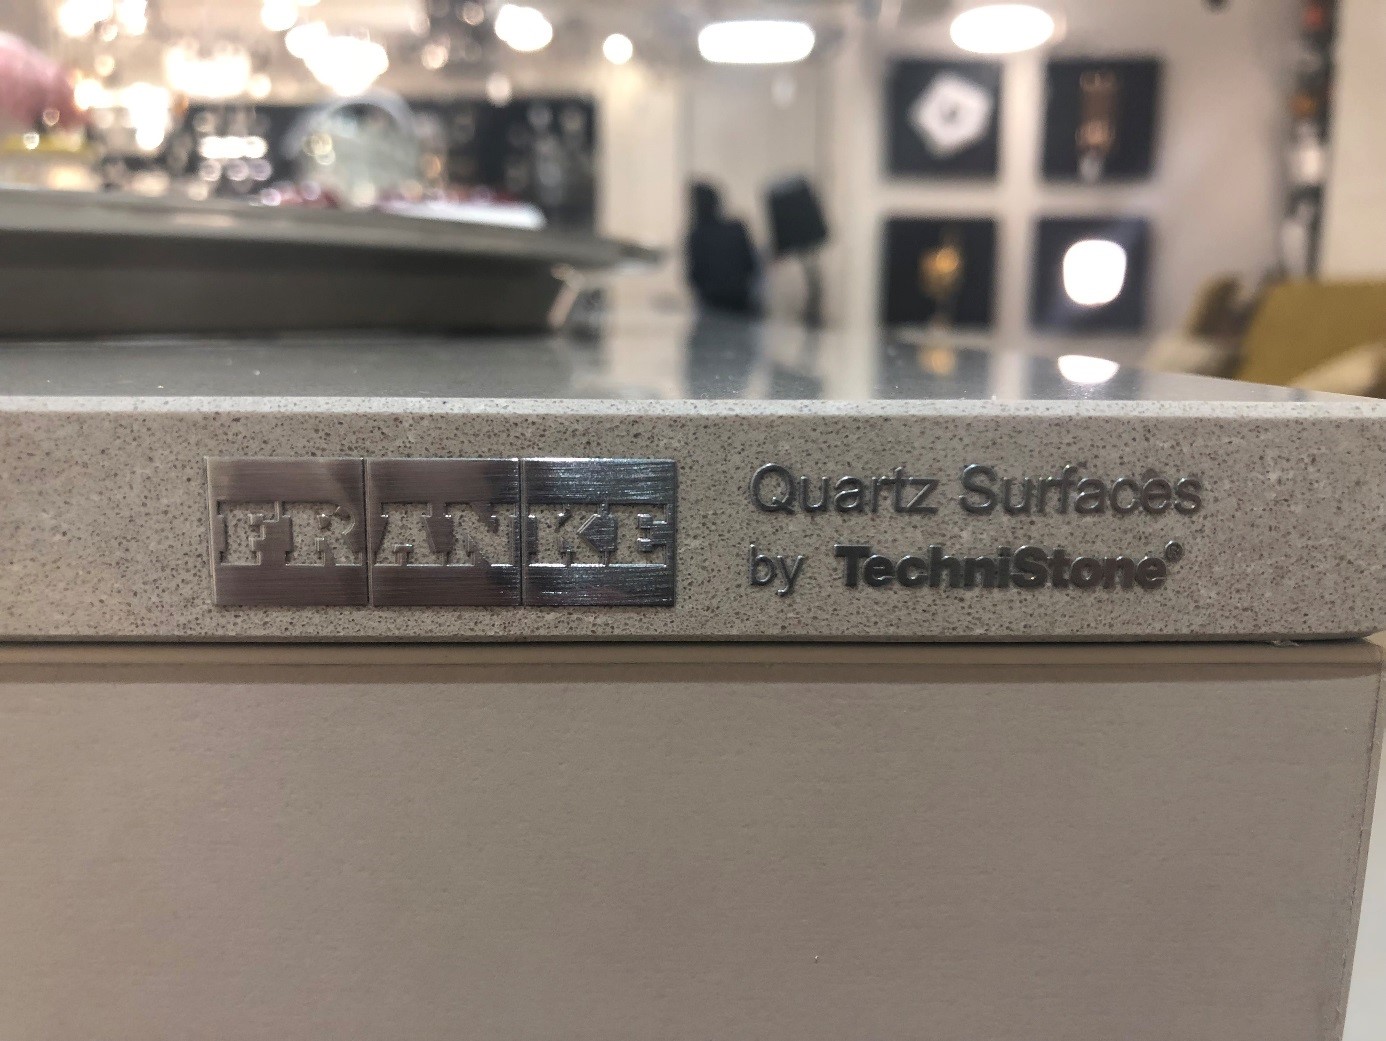 FRANKE
Quartz Surfaces
by TechniStone®